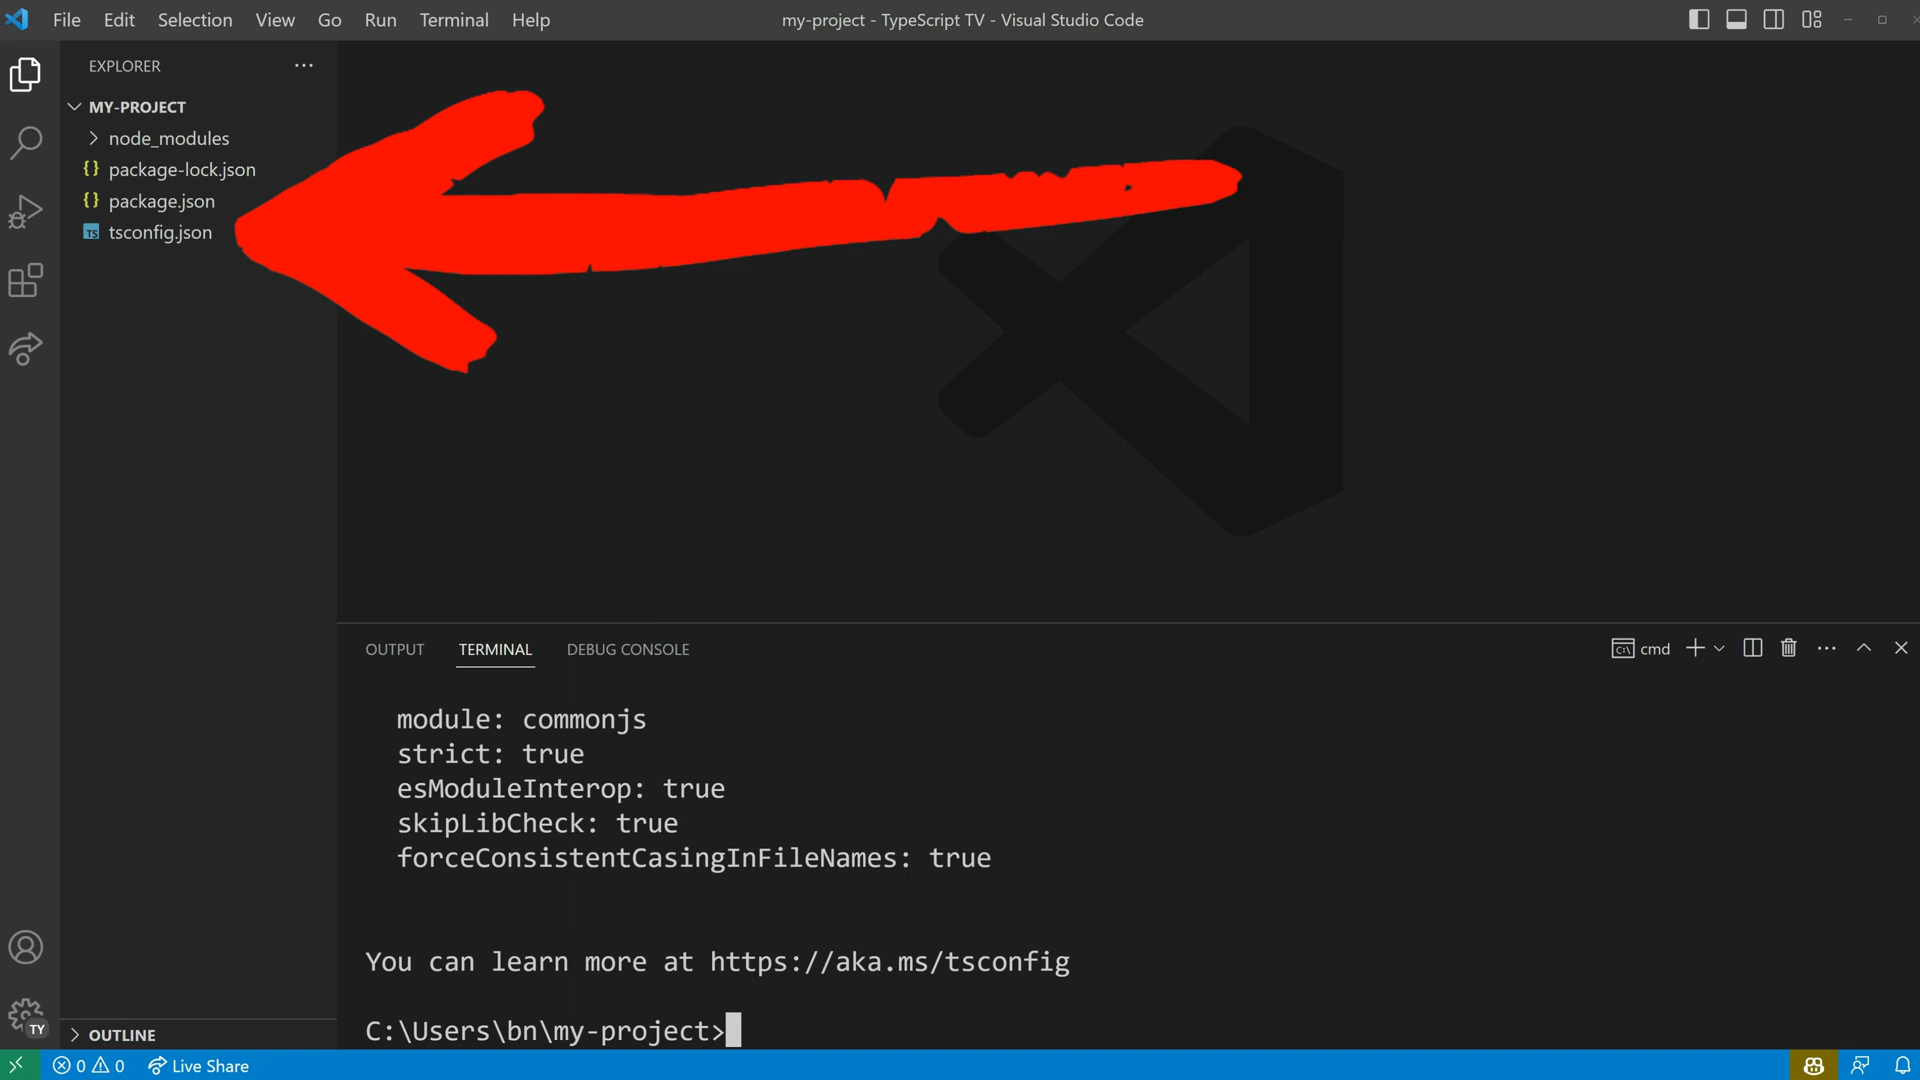 File Edit Selection View Go Run Terminal Help
my-project - TypeScript TV - Visual Studio Code
EXPLORER
MY-PROJECT
node_modules
{} package-lock.json
{} package.json
TS tsconfig.json
OUTPUT TERMINAL DEBUG CONSOLE
cmd
module: commonjs
strict: true
esModuleInterop: true
skipLibCheck: true
forceConsistentCasingInFileNames: true
You can learn more at https://aka.ms/tsconfig
C:\Users\bn\my-project>
TY
OUTLINE
0 0 Live Share